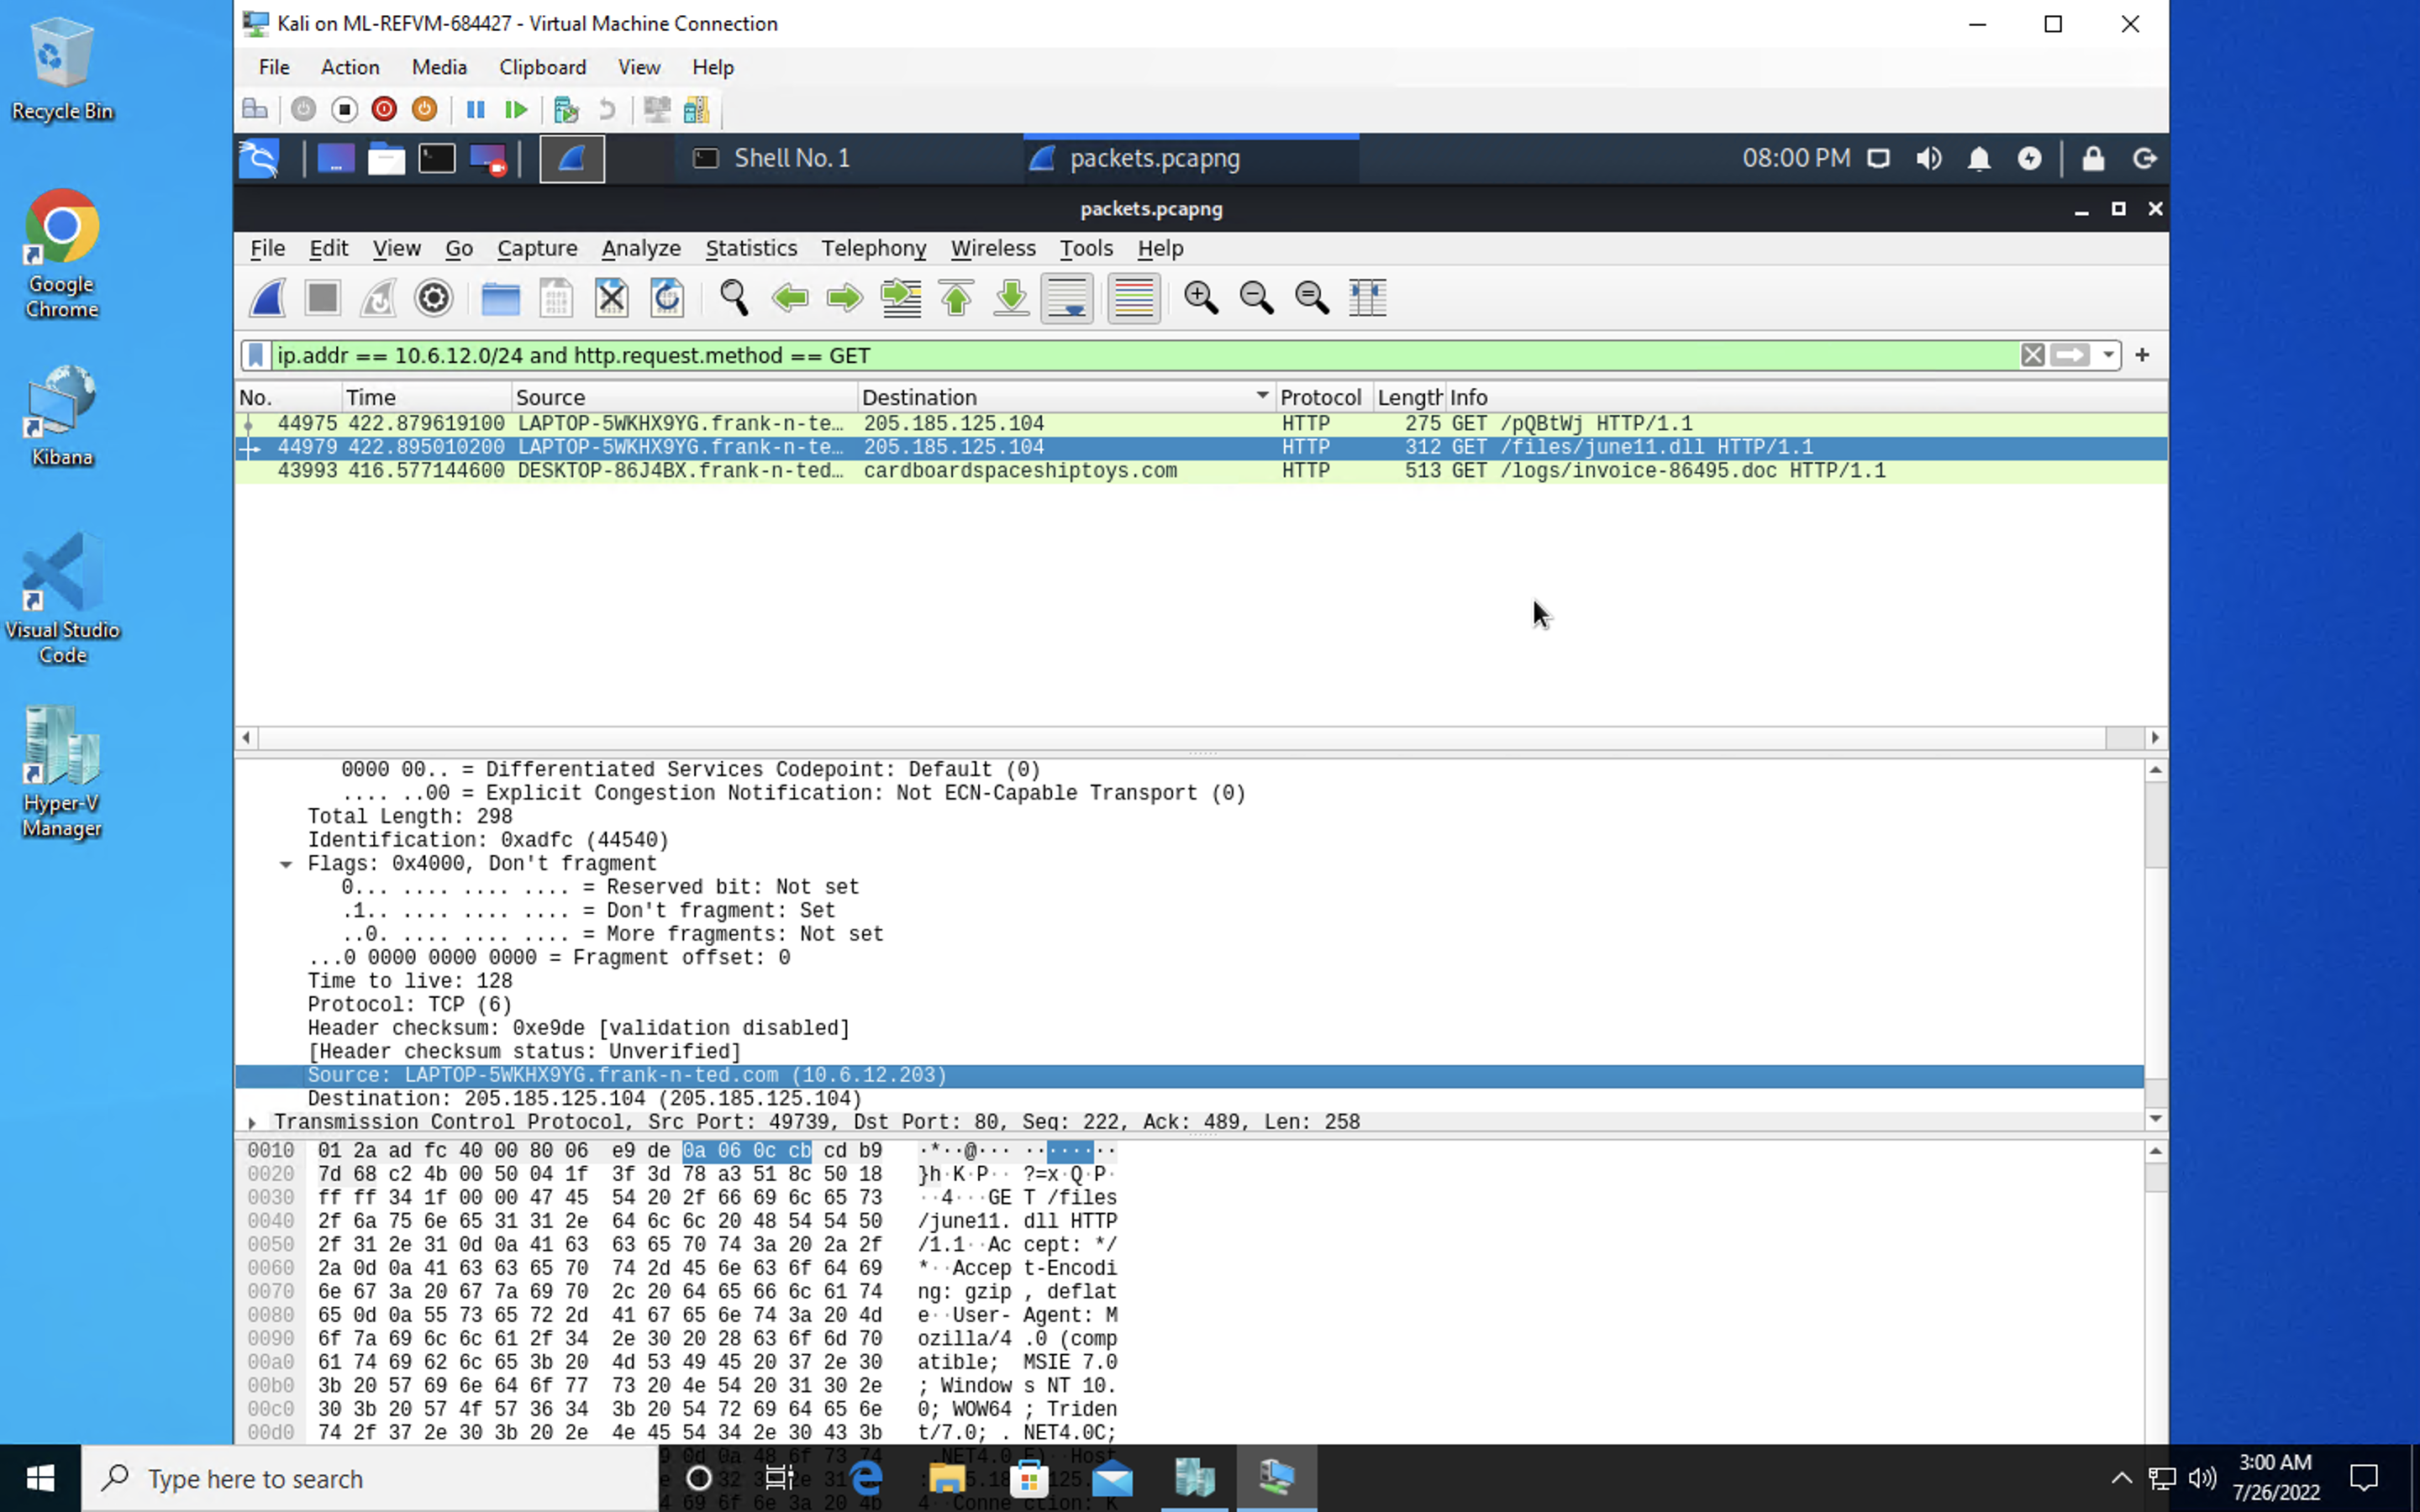 Kali on ML-REFVM-684427 - Virtual Machine Connection
File Action Media Clipboard View Help
Recycle Bin
Google Chrome
Kibana
Visual Studio Code
Hyper-V Manager
Shell No. 1
packets.pcapng
08:00 PM
packets.pcapng
File Edit View Go Capture Analyze Statistics Telephony Wireless Tools Help
ip.addr == 10.6.12.0/24 and http.request.method == GET
No. Time Source Destination Protocol Length Info
44975 422.879619100 LAPTOP-5WKHX9YG.frank-n-te… 205.185.125.104 HTTP 275 GET /pQBtWj HTTP/1.1
44979 422.895010200 LAPTOP-5WKHX9YG.frank-n-te… 205.185.125.104 HTTP 312 GET /files/june11.dll HTTP/1.1
43993 416.577144600 DESKTOP-86J4BX.frank-n-ted… cardboardspaceshiptoys.com HTTP 513 GET /logs/invoice-86495.doc HTTP/1.1
0000 00.. = Differentiated Services Codepoint: Default (0)
.... ..00 = Explicit Congestion Notification: Not ECN-Capable Transport (0)
Total Length: 298
Identification: 0xadfc (44540)
Flags: 0x4000, Don't fragment
0... .... .... .... = Reserved bit: Not set
.1.. .... .... .... = Don't fragment: Set
..0. .... .... .... = More fragments: Not set
...0 0000 0000 0000 = Fragment offset: 0
Time to live: 128
Protocol: TCP (6)
Header checksum: 0xe9de [validation disabled]
[Header checksum status: Unverified]
Source: LAPTOP-5WKHX9YG.frank-n-ted.com (10.6.12.203)
Destination: 205.185.125.104 (205.185.125.104)
Transmission Control Protocol, Src Port: 49739, Dst Port: 80, Seq: 222, Ack: 489, Len: 258
0010 01 2a ad fc 40 00 80 06 e9 de 0a 06 0c cb cd b9 ·*··@··· ········
0020 7d 68 c2 4b 00 50 04 1f 3f 3d 78 a3 51 8c 50 18 }h·K·P·· ?=x·Q·P·
0030 ff ff 34 1f 00 00 47 45 54 20 2f 66 69 6c 65 73 ··4···GE T /files
0040 2f 6a 75 6e 65 31 31 2e 64 6c 6c 20 48 54 54 50 /june11. dll HTTP
0050 2f 31 2e 31 0d 0a 41 63 63 65 70 74 3a 20 2a 2f /1.1··Ac cept: */
0060 2a 0d 0a 41 63 63 65 70 74 2d 45 6e 63 6f 64 69 *··Accep t-Encodi
0070 6e 67 3a 20 67 7a 69 70 2c 20 64 65 66 6c 61 74 ng: gzip , deflat
0080 65 0d 0a 55 73 65 72 2d 41 67 65 6e 74 3a 20 4d e··User- Agent: M
0090 6f 7a 69 6c 6c 61 2f 34 2e 30 20 28 63 6f 6d 70 ozilla/4 .0 (comp
00a0 61 74 69 62 6c 65 3b 20 4d 53 49 45 20 37 2e 30 atible; MSIE 7.0
00b0 3b 20 57 69 6e 64 6f 77 73 20 4e 54 20 31 30 2e ; Window s NT 10.
00c0 30 3b 20 57 4f 57 36 34 3b 20 54 72 69 64 65 6e 0; WOW64 ; Triden
00d0 74 2f 37 2e 30 3b 20 2e 4e 45 54 34 2e 30 43 3b t/7.0; . NET4.0C;
Type here to search
3:00 AM
7/26/2022